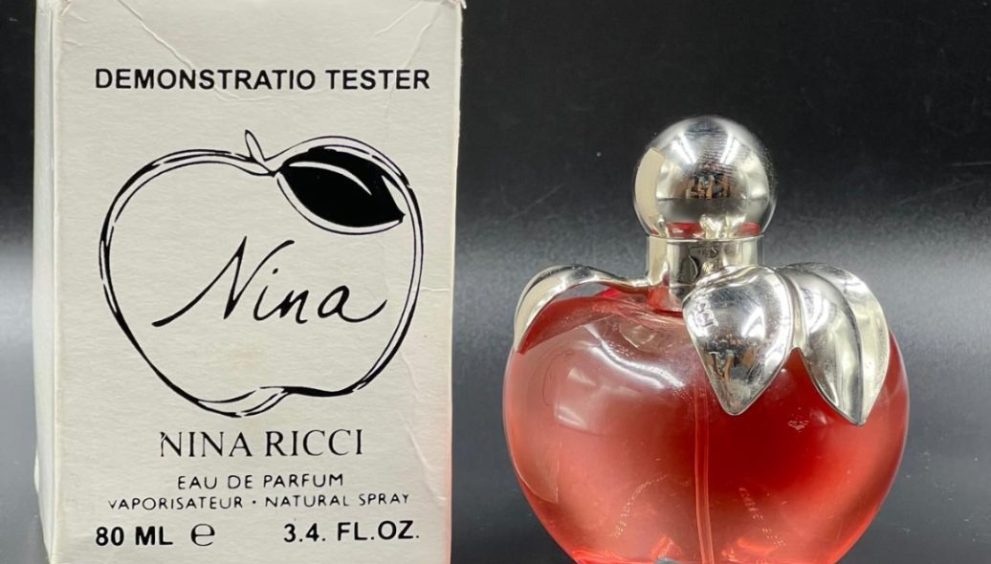 DEMONSTRATIO TESTER
Nina
NINA RICCI
EAU DE PARFUM
VAPORISATEUR · NATURAL SPRAY
80 ML ℮ 3.4. FL.OZ.